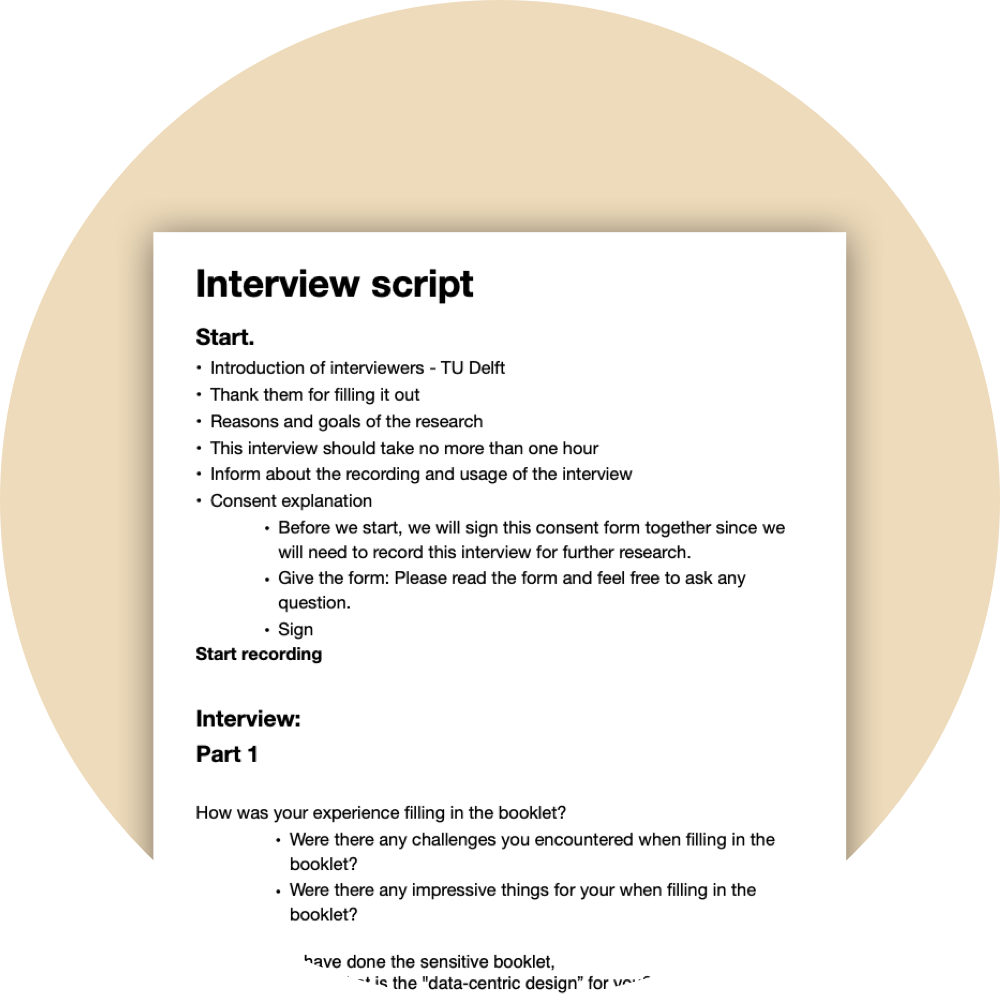 Interview script
Start.
• Introduction of interviewers - TU Delft
• Thank them for filling it out
• Reasons and goals of the research
• This interview should take no more than one hour
• Inform about the recording and usage of the interview
• Consent explanation
• Before we start, we will sign this consent form together since we
will need to record this interview for further research.
• Give the form: Please read the form and feel free to ask any
question.
• Sign
Start recording
Interview:
Part 1
How was your experience filling in the booklet?
• Were there any challenges you encountered when filling in the
booklet?
• Were there any impressive things for your when filling in the
booklet?
have done the sensitive booklet,
is the "data-centric design” for you?